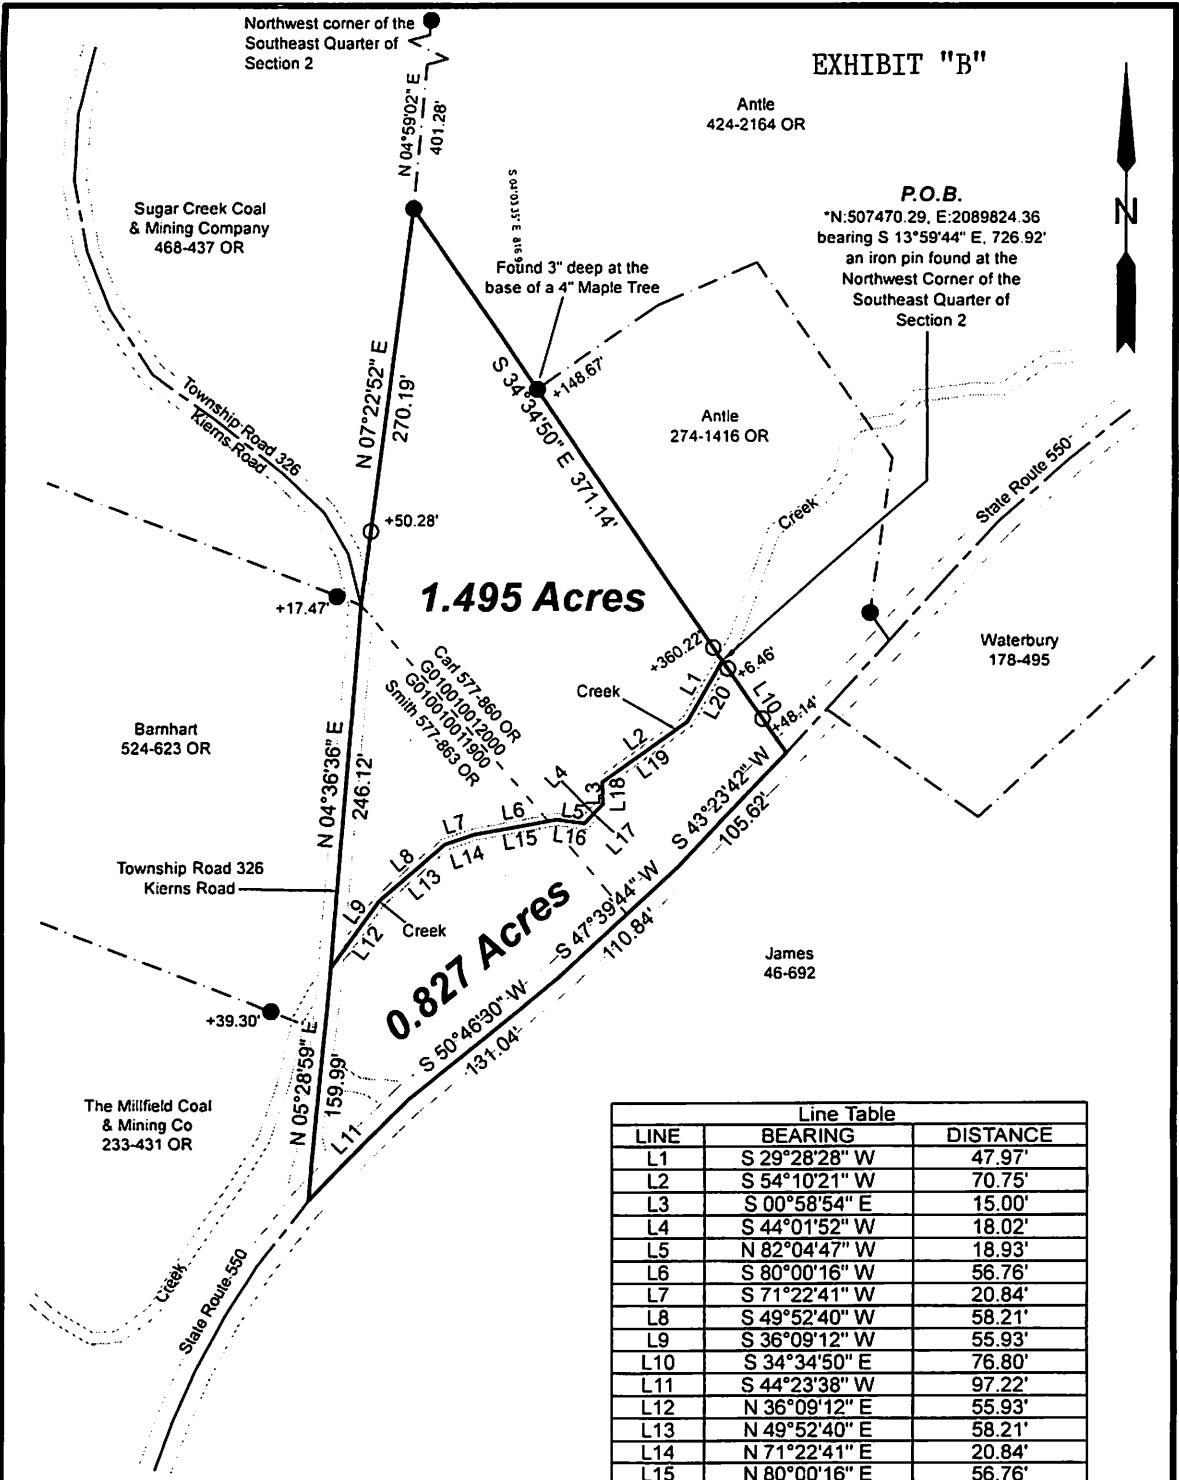 Northwest corner of the
Southeast Quarter of
Section 2
EXHIBIT "B"
N 04°59'02" E
401.28'
Antle
424-2164 OR
P.O.B.
*N:507470.29, E:2089824.36
bearing S 13°59'44" E, 726.92'
an iron pin found at the
Northwest Corner of the
Southeast Quarter of
Section 2
N
Sugar Creek Coal
& Mining Company
468-437 OR
Found 3" deep at the
base of a 4" Maple Tree
+148.67'
N 07°22'52" E
270.19'
S 34°34'50" E 371.14'
Antle
274-1416 OR
Township Road 326
Kierns Road
Creek
State Route 550
+50.28'
+17.47'
1.495 Acres
Carl 577-860 OR
G010010012000
G010010011900
Smith 577-863 OR
+360.22'
+6.46'
Waterbury
178-495
Creek
L1
L20
L10
+48.14'
Barnhart
524-623 OR
N 04°36'36" E
246.12'
L2
L19
L4
L3
L18
L5
L16
L17
L6
L15
L7
L14
L8
L13
L9
L12
S 43°23'42" W
105.62'
Township Road 326
Kierns Road
Creek
0.827 Acres
S 47°39'44" W
110.84'
James
46-692
S 50°46'30" W
131.04'
+39.30'
N 05°28'59" E
159.99'
L11
The Millfield Coal
& Mining Co
233-431 OR
Creek
State Route 550
Line Table
LINE BEARING DISTANCE
L1 S 29°28'28" W 47.97'
L2 S 54°10'21" W 70.75'
L3 S 00°58'54" E 15.00'
L4 S 44°01'52" W 18.02'
L5 N 82°04'47" W 18.93'
L6 S 80°00'16" W 56.76'
L7 S 71°22'41" W 20.84'
L8 S 49°52'40" W 58.21'
L9 S 36°09'12" W 55.93'
L10 S 34°34'50" E 76.80'
L11 S 44°23'38" W 97.22'
L12 N 36°09'12" E 55.93'
L13 N 49°52'40" E 58.21'
L14 N 71°22'41" E 20.84'
L15 N 80°00'16" E 56.76'